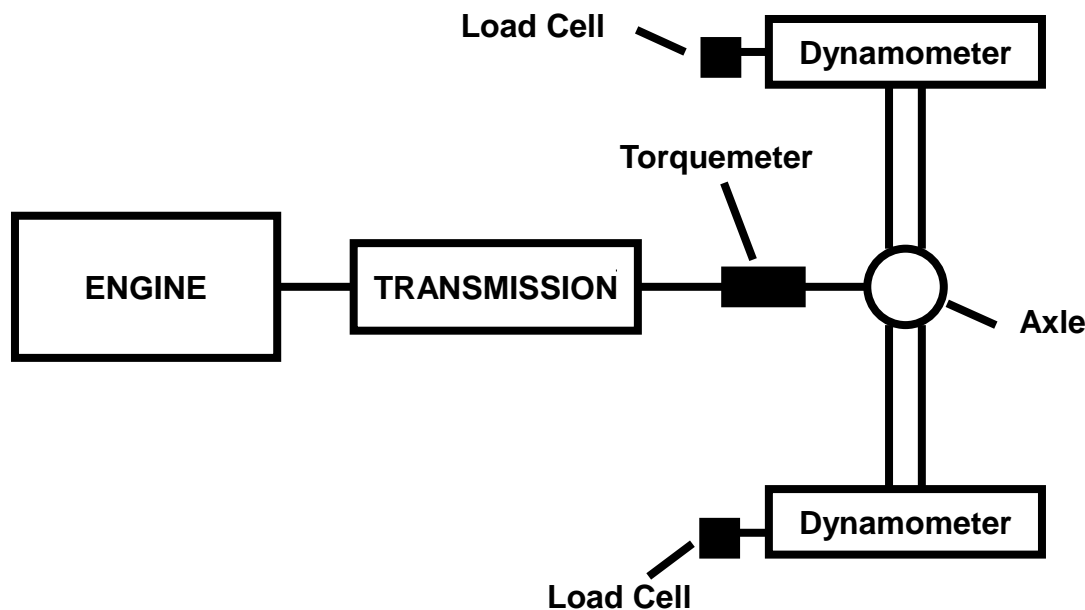 Load Cell
Dynamometer
Torquemeter
ENGINE
TRANSMISSION
Axle
Dynamometer
Load Cell